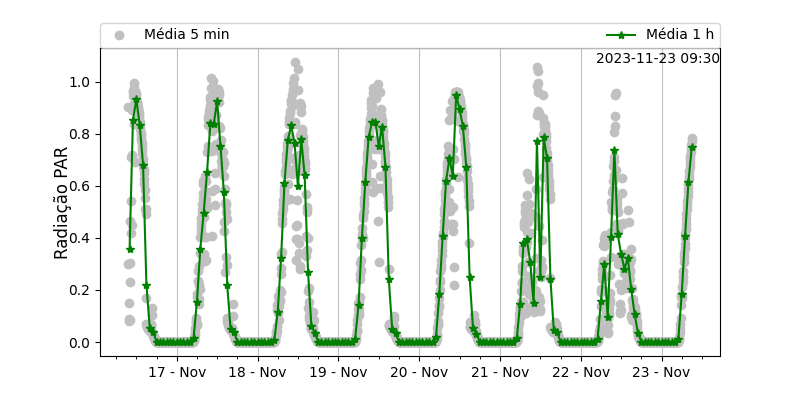 Média 5 min
Média 1 h
2023-11-23 09:30
Radiação PAR
1.0
0.8
0.6
0.4
0.2
0.0
17 - Nov
18 - Nov
19 - Nov
20 - Nov
21 - Nov
22 - Nov
23 - Nov